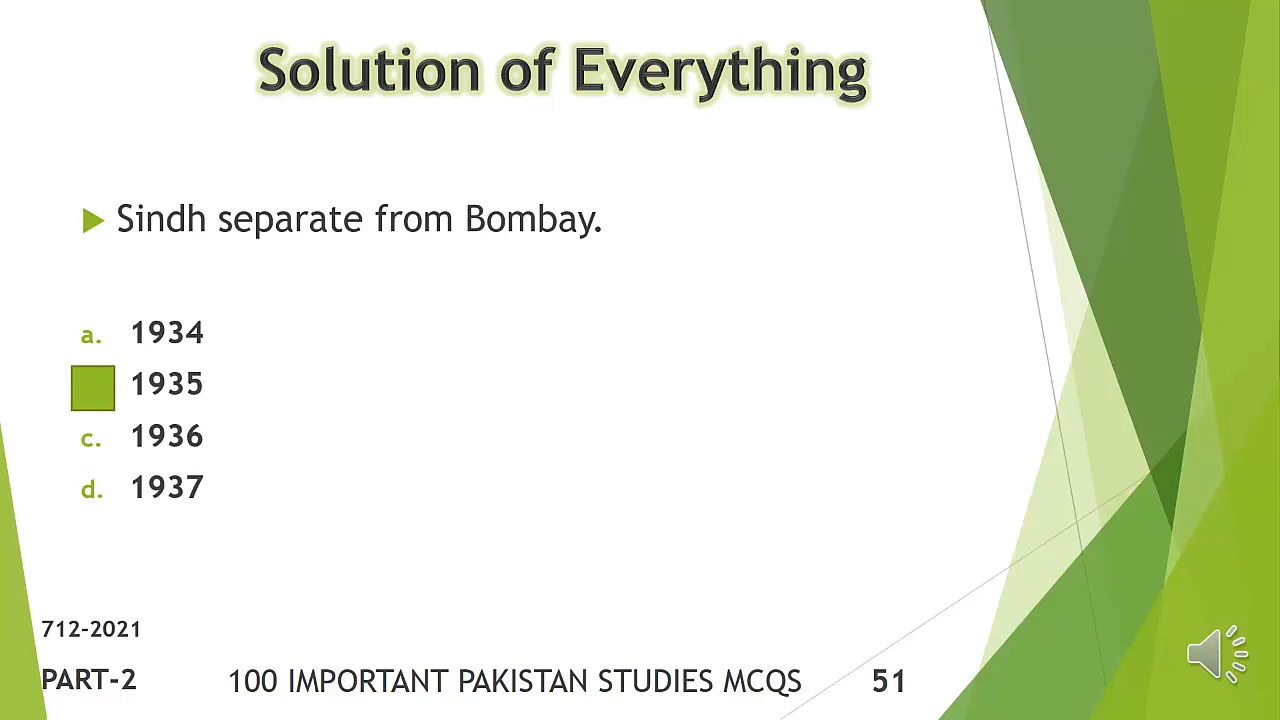 Solution of Everything
Sindh separate from Bombay.
a. 1934
1935
c. 1936
d. 1937
712-2021
PART-2 100 IMPORTANT PAKISTAN STUDIES MCQS 51